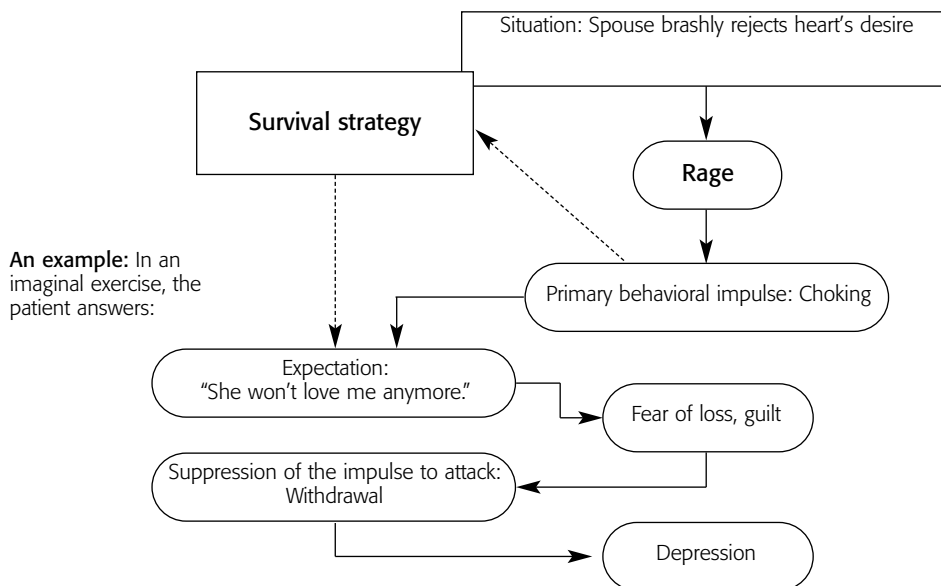 Situation: Spouse brashly rejects heart’s desire
Survival strategy
Rage
An example: In an
imaginal exercise, the
patient answers:
Primary behavioral impulse: Choking
Expectation:
“She won’t love me anymore.”
Fear of loss, guilt
Suppression of the impulse to attack:
Withdrawal
Depression